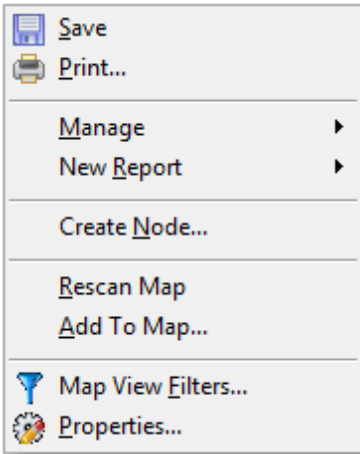 Save
Print...
Manage
New Report
Create Node...
Rescan Map
Add To Map...
Map View Filters...
Properties...